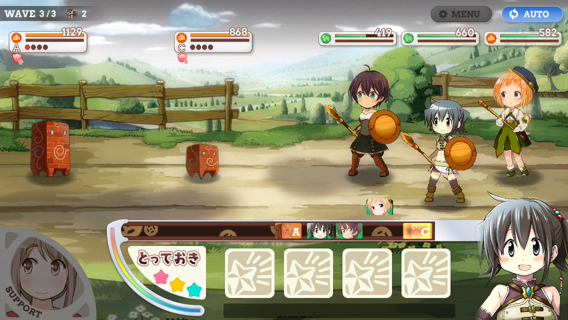 WAVE 3/3 2
MENU
AUTO
1129
868
419
660
582
A
C
A
C
とっておき
SUPPORT